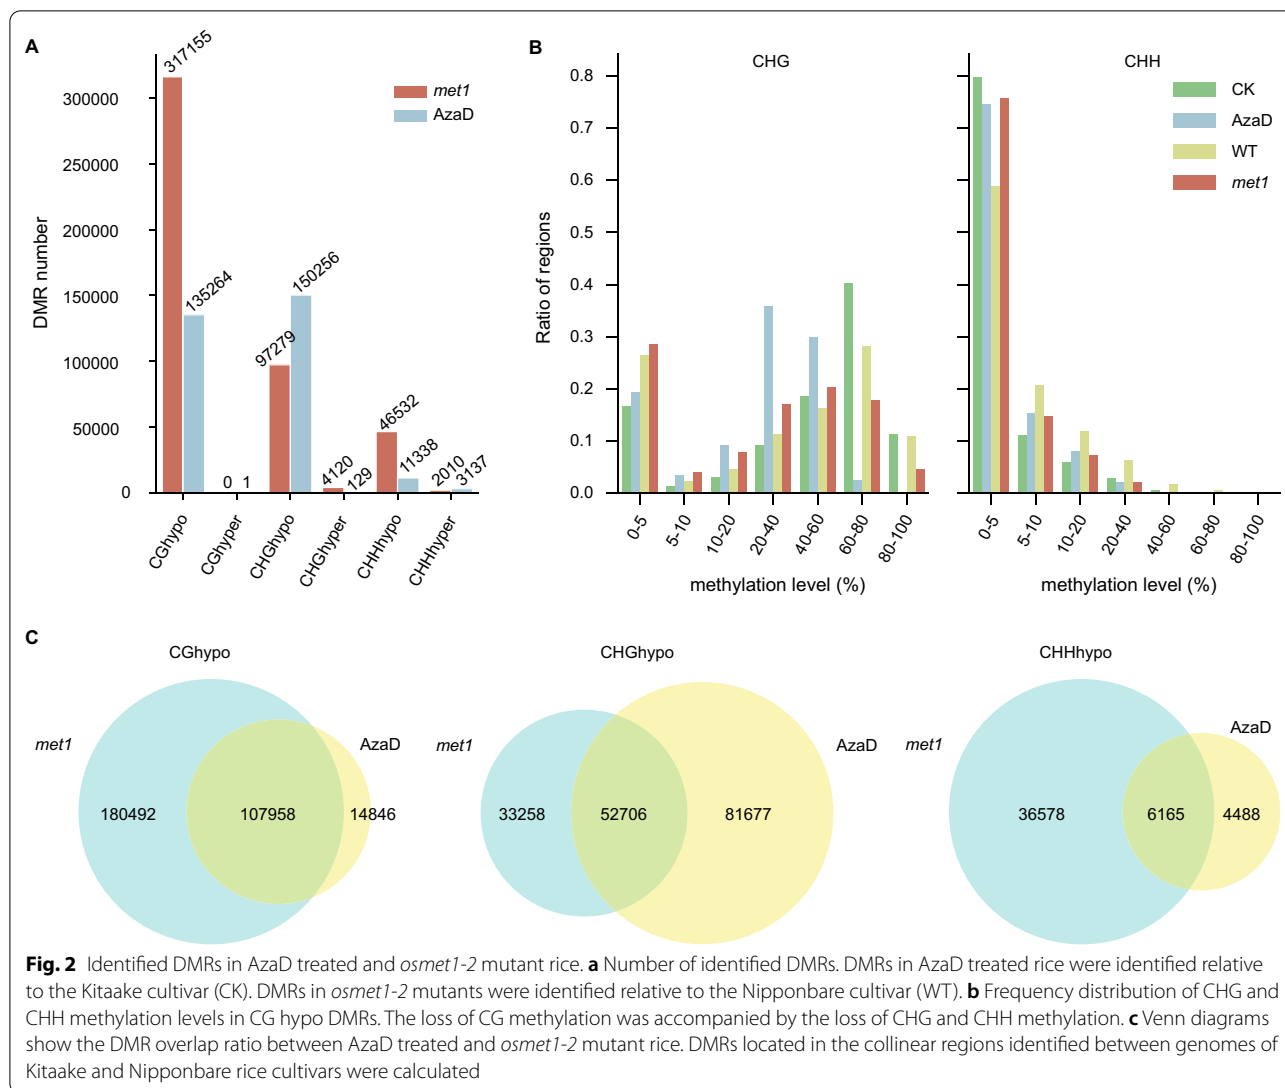 A
317155
met1
AzaD
300000
250000
200000
150000
100000
50000
0
DMR number
135264
0 1
97279
150256
4120
129
46532
11338
2010
3137
CGhypo
CGhyper
CHGhypo
CHGhyper
CHHhypo
CHHhyper
B
CHG
CHH
0.8
0.7
0.6
0.5
0.4
0.3
0.2
0.1
0.0
Ratio of regions
CK
AzaD
WT
met1
0-5
5-10
10-20
20-40
40-60
60-80
80-100
methylation level (%)
0-5
5-10
10-20
20-40
40-60
60-80
80-100
methylation level (%)
C
CGhypo
met1
AzaD
180492
107958
14846
CHGhypo
met1
AzaD
33258
52706
81677
CHHhypo
met1
AzaD
36578
6165
4488
Fig. 2 Identified DMRs in AzaD treated and osmet1-2 mutant rice. a Number of identified DMRs. DMRs in AzaD treated rice were identified relative
to the Kitaake cultivar (CK). DMRs in osmet1-2 mutants were identified relative to the Nipponbare cultivar (WT). b Frequency distribution of CHG and
CHH methylation levels in CG hypo DMRs. The loss of CG methylation was accompanied by the loss of CHG and CHH methylation. c Venn diagrams
show the DMR overlap ratio between AzaD treated and osmet1-2 mutant rice. DMRs located in the collinear regions identified between genomes of
Kitaake and Nipponbare rice cultivars were calculated